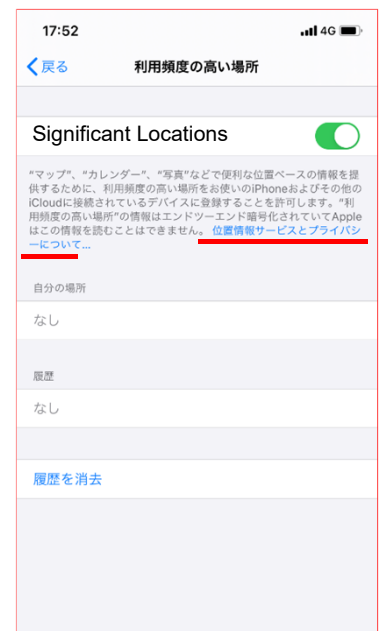 17:52
4G
戻る
利用頻度の高い場所
Significant Locations
“マップ”、“カレンダー”、“写真”などで便利な位置ベースの情報を提
供するために、利用頻度の高い場所をお使いのiPhoneおよびその他の
iCloudに接続されているデバイスに登録することを許可します。“利
用頻度の高い場所”の情報はエンドツーエンド暗号化されていてApple
はこの情報を読むことはできません。位置情報サービスとプライバシ
ーについて...
自分の場所
なし
履歴
なし
履歴を消去